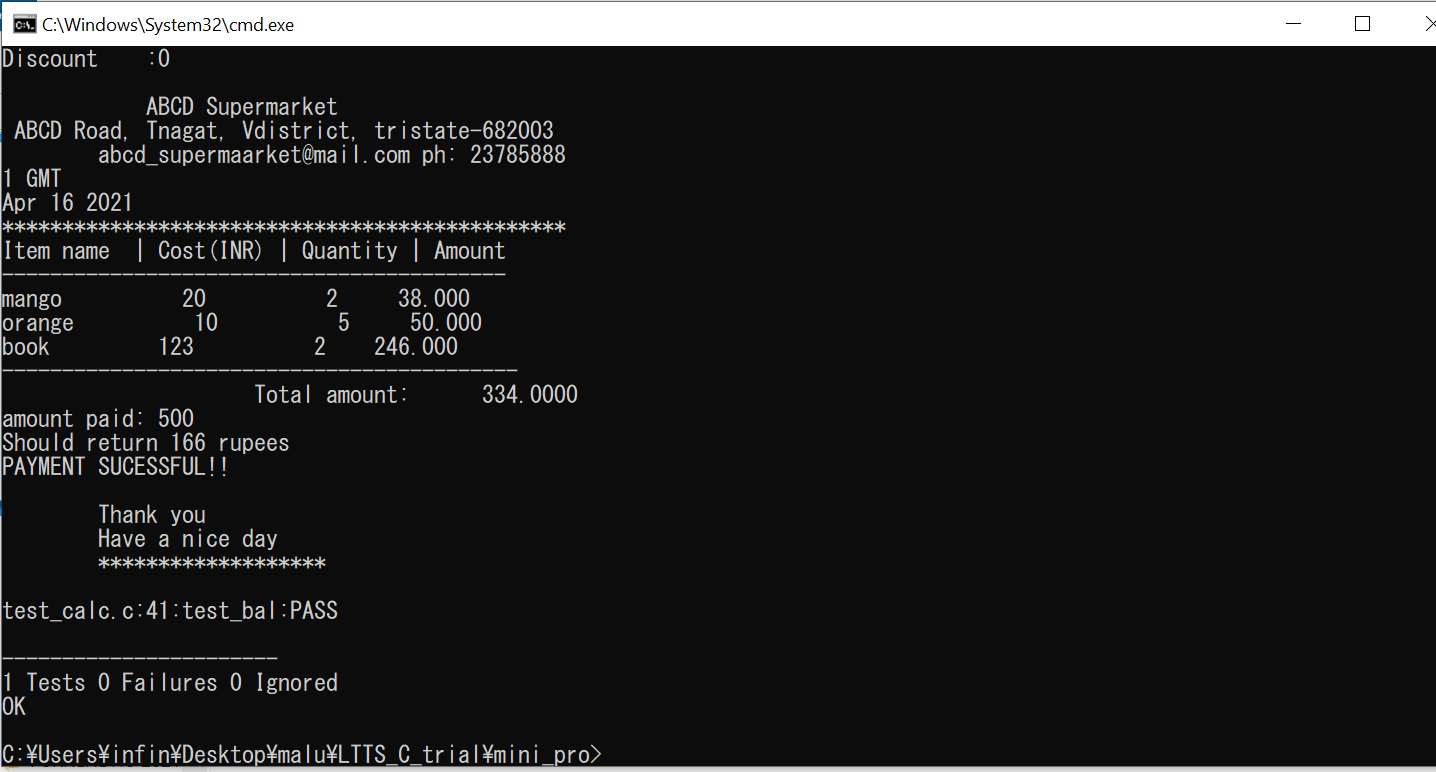 C:\Windows\System32\cmd.exe
Discount    :0
ABCD Supermarket
ABCD Road, Tnagat, Vdistrict, tristate-682003
abcd_supermaarket@mail.com ph: 23785888
1 GMT
Apr 16 2021
***********************************************
Item name  | Cost(INR) | Quantity | Amount
------------------------------------------
mango          20          2     38.000
orange          10          5     50.000
book         123          2    246.000
-------------------------------------------
Total amount:      334.0000
amount paid: 500
Should return 166 rupees
PAYMENT SUCESSFUL!!
Thank you
Have a nice day
*******************
test_calc.c:41:test_bal:PASS
-----------------------
1 Tests 0 Failures 0 Ignored
OK
C:¥Users¥infin¥Desktop¥malu¥LTTS_C_trial¥mini_pro>